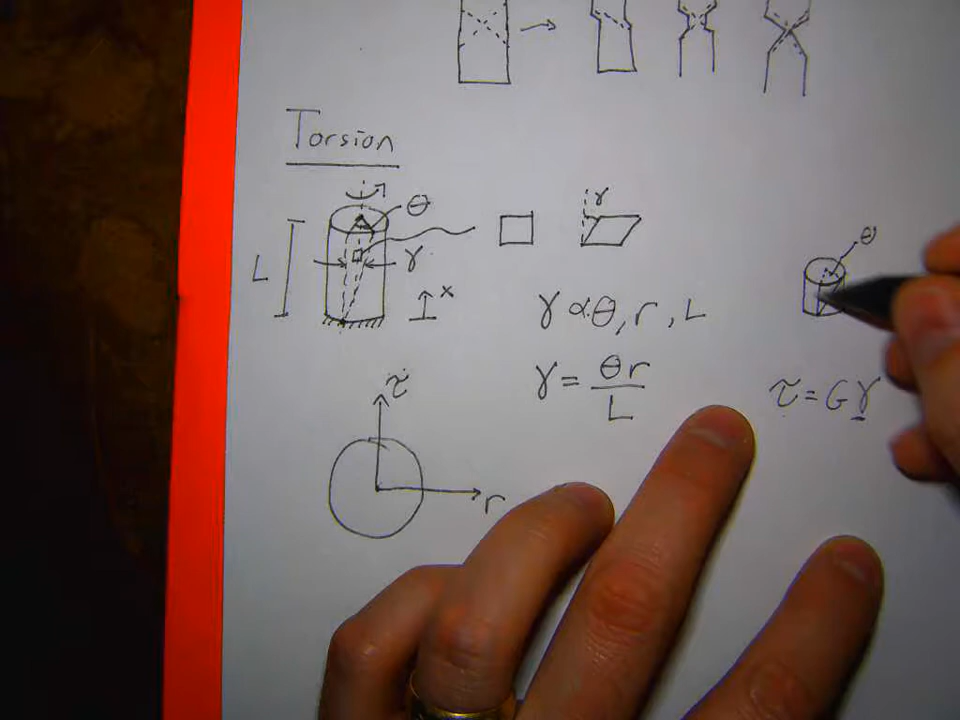 Torsion
θ
L
γ
x
γ
θ
γ ∝ θ, r, L
γ = θr / L
τ = Gγ
τ
r